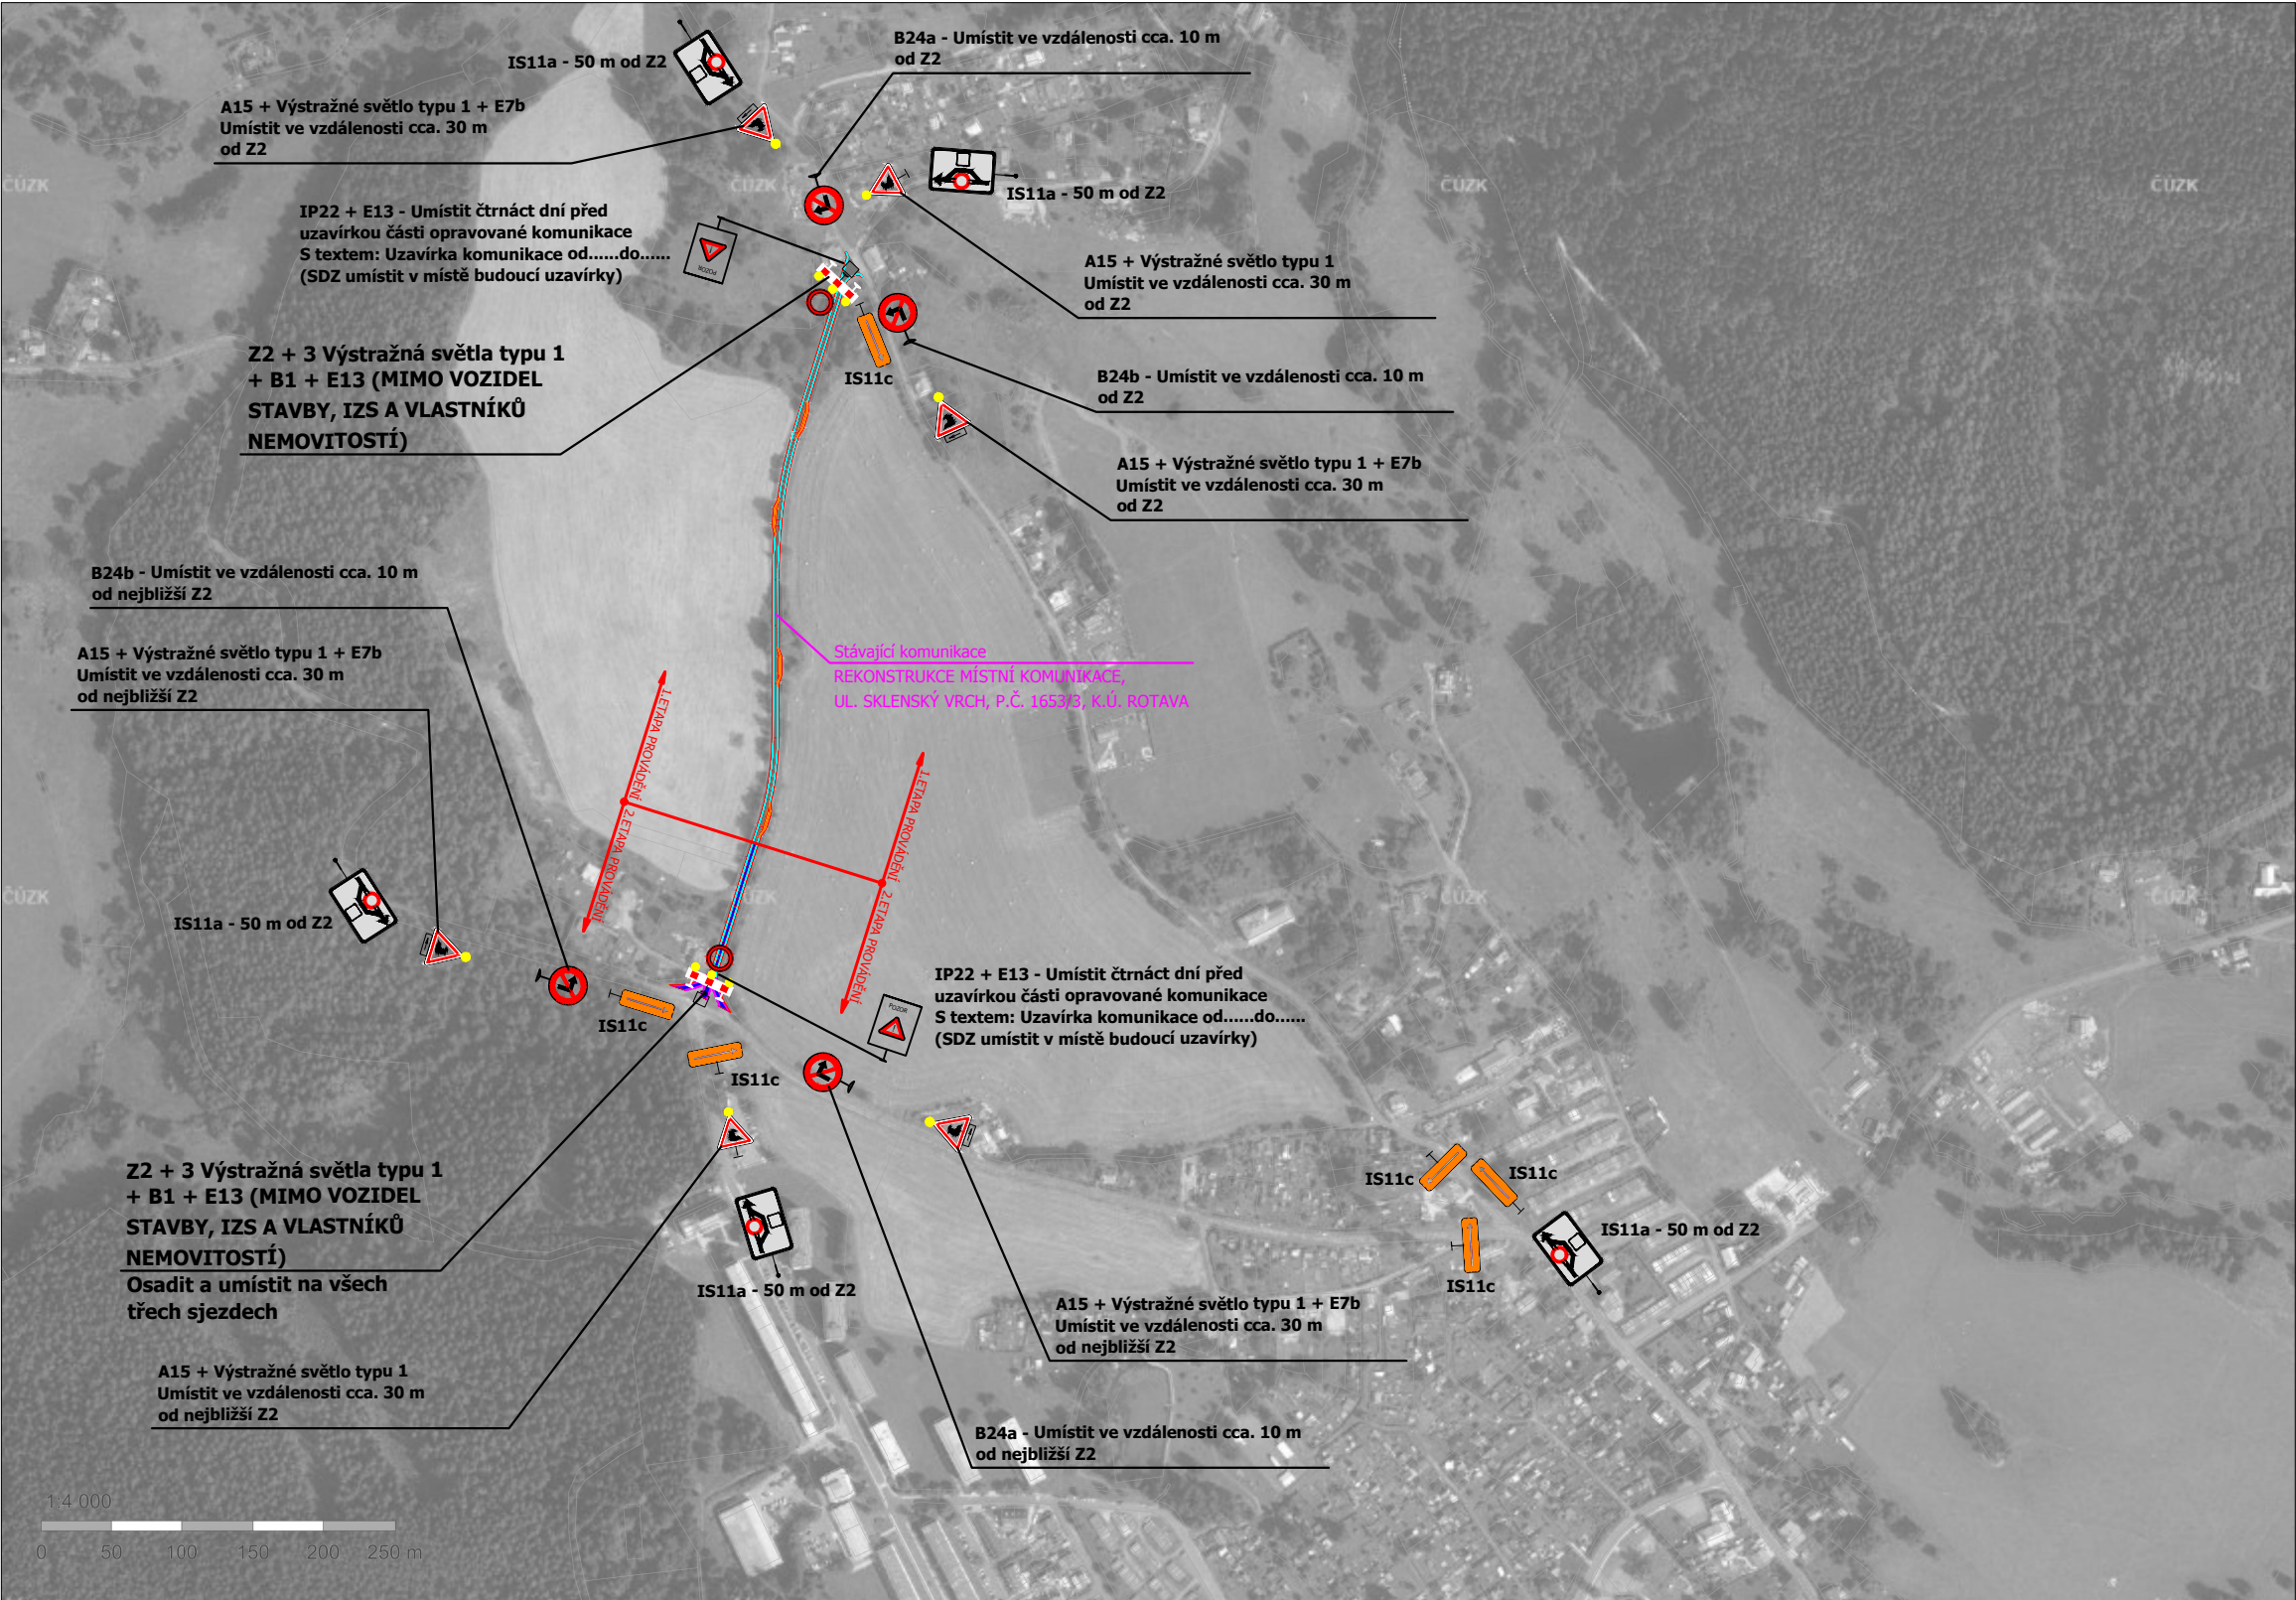 B24a - Umístit ve vzdálenosti cca. 10 m
od Z2
IS11a - 50 m od Z2
A15 + Výstražné světlo typu 1 + E7b
Umístit ve vzdálenosti cca. 30 m
od Z2
ČÚZK
ČÚZK
ČÚZK
ČÚZK
IS11a - 50 m od Z2
IP22 + E13 - Umístit čtrnáct dní před
uzavírkou části opravované komunikace
S textem: Uzavírka komunikace od......do......
(SDZ umístit v místě budoucí uzavírky)
POZOR
A15 + Výstražné světlo typu 1
Umístit ve vzdálenosti cca. 30 m
od Z2
Z2 + 3 Výstražná světla typu 1
+ B1 + E13 (MIMO VOZIDEL
STAVBY, IZS A VLASTNÍKŮ
NEMOVITOSTÍ)
IS11c
B24b - Umístit ve vzdálenosti cca. 10 m
od Z2
A15 + Výstražné světlo typu 1 + E7b
Umístit ve vzdálenosti cca. 30 m
od Z2
B24b - Umístit ve vzdálenosti cca. 10 m
od nejbližší Z2
A15 + Výstražné světlo typu 1 + E7b
Umístit ve vzdálenosti cca. 30 m
od nejbližší Z2
Stávající komunikace
REKONSTRUKCE MÍSTNÍ KOMUNIKACE,
UL. SKLENSKÝ VRCH, P.Č. 1653/3, K.Ú. ROTAVA
1.ETAPA PROVÁDĚNÍ
2.ETAPA PROVÁDĚNÍ
1.ETAPA PROVÁDĚNÍ
2.ETAPA PROVÁDĚNÍ
ČÚZK
ČÚZK
ČÚZK
ČÚZK
IS11a - 50 m od Z2
IS11c
IP22 + E13 - Umístit čtrnáct dní před
uzavírkou části opravované komunikace
S textem: Uzavírka komunikace od......do......
(SDZ umístit v místě budoucí uzavírky)
POZOR
IS11c
Z2 + 3 Výstražná světla typu 1
+ B1 + E13 (MIMO VOZIDEL
STAVBY, IZS A VLASTNÍKŮ
NEMOVITOSTÍ)
Osadit a umístit na všech
třech sjezdech
IS11c
IS11c
IS11a - 50 m od Z2
IS11c
IS11a - 50 m od Z2
A15 + Výstražné světlo typu 1 + E7b
Umístit ve vzdálenosti cca. 30 m
od nejbližší Z2
A15 + Výstražné světlo typu 1
Umístit ve vzdálenosti cca. 30 m
od nejbližší Z2
B24a - Umístit ve vzdálenosti cca. 10 m
od nejbližší Z2
1:4 000
0 50 100 150 200 250 m